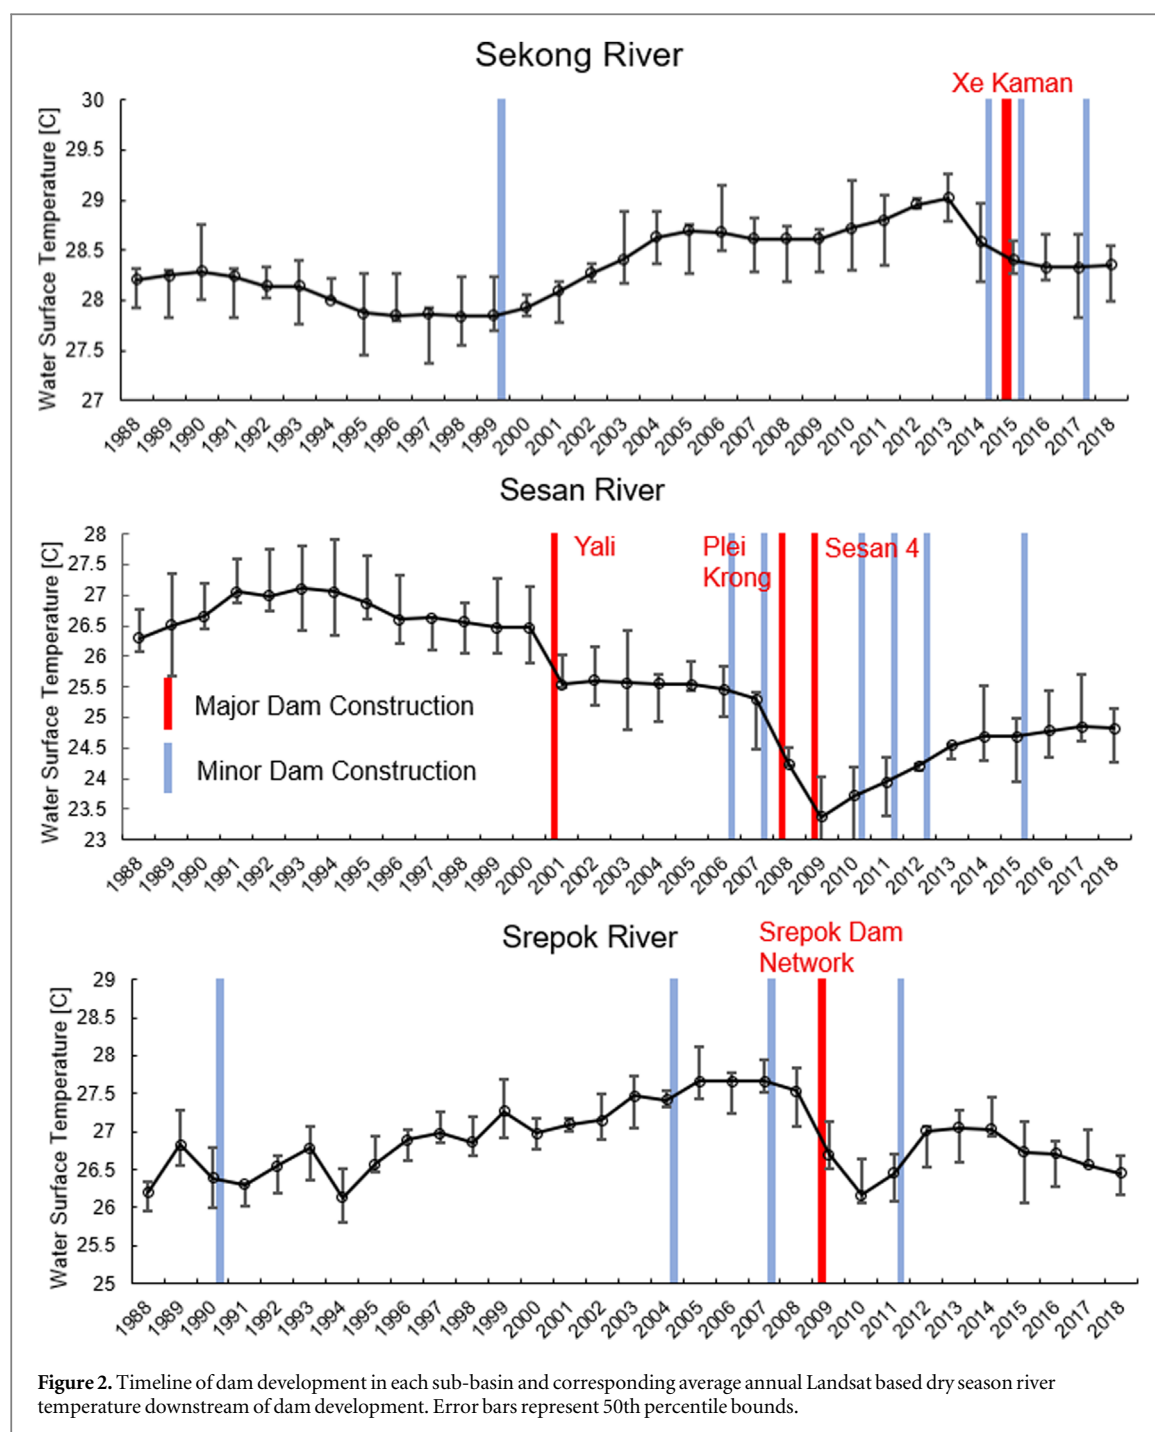 Sekong River
Xe Kaman
Water Surface Temperature [C]
30
29.5
29
28.5
28
27.5
27
1988 1989 1990 1991 1992 1993 1994 1995 1996 1997 1998 1999 2000 2001 2002 2003 2004 2005 2006 2007 2008 2009 2010 2011 2012 2013 2014 2015 2016 2017 2018
Sesan River
Water Surface Temperature [C]
28
27.5
27
26.5
26
25.5
25
24.5
24
23.5
23
Yali
Plei
Krong
Sesan 4
Major Dam Construction
Minor Dam Construction
1988 1989 1990 1991 1992 1993 1994 1995 1996 1997 1998 1999 2000 2001 2002 2003 2004 2005 2006 2007 2008 2009 2010 2011 2012 2013 2014 2015 2016 2017 2018
Srepok River
Srepok Dam
Network
Water Surface Temperature [C]
29
28.5
28
27.5
27
26.5
26
25.5
25
1988 1989 1990 1991 1992 1993 1994 1995 1996 1997 1998 1999 2000 2001 2002 2003 2004 2005 2006 2007 2008 2009 2010 2011 2012 2013 2014 2015 2016 2017 2018
Figure 2. Timeline of dam development in each sub-basin and corresponding average annual Landsat based dry season river
temperature downstream of dam development. Error bars represent 50th percentile bounds.